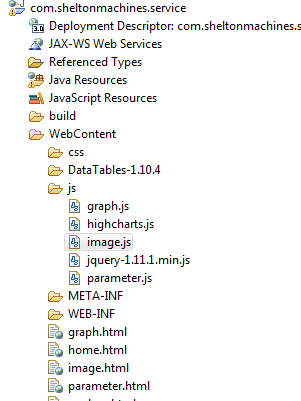 com.sheltonmachines.service
Deployment Descriptor: com.sheltonmachines.s
JAX-WS Web Services
Referenced Types
Java Resources
JavaScript Resources
build
WebContent
css
DataTables-1.10.4
js
graph.js
highcharts.js
image.js
jquery-1.11.1.min.js
parameter.js
META-INF
WEB-INF
graph.html
home.html
image.html
parameter.html